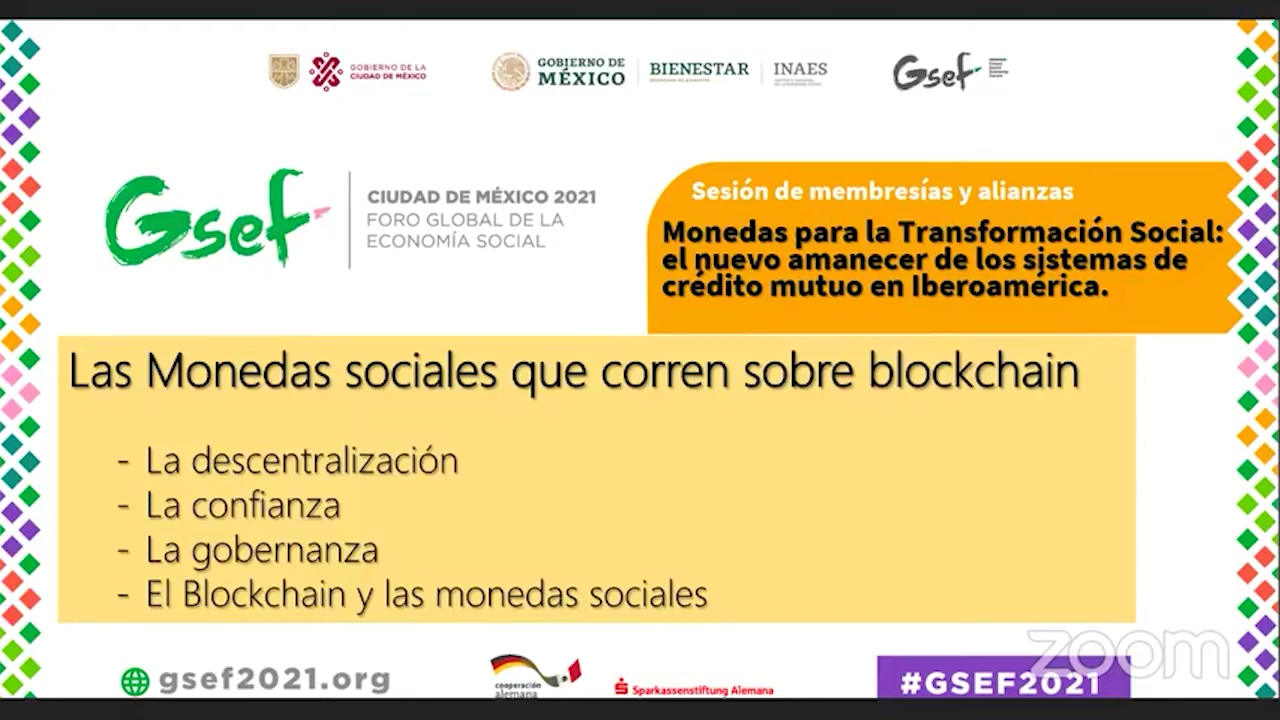 GOBIERNO DE LA
CIUDAD DE MÉXICO
GOBIERNO DE
MÉXICO
BIENESTAR
INAES
Gsef
Gsef
CIUDAD DE MÉXICO 2021
FORO GLOBAL DE LA
ECONOMÍA SOCIAL
Sesión de membresías y alianzas
Monedas para la Transformación Social:
el nuevo amanecer de los sistemas de
crédito mutuo en Iberoamérica.
Las Monedas sociales que corren sobre blockchain
- La descentralización
- La confianza
- La gobernanza
- El Blockchain y las monedas sociales
gsef2021.org
cooperación
alemana
Sparkassenstiftung Alemana
#GSEF2021
zoom